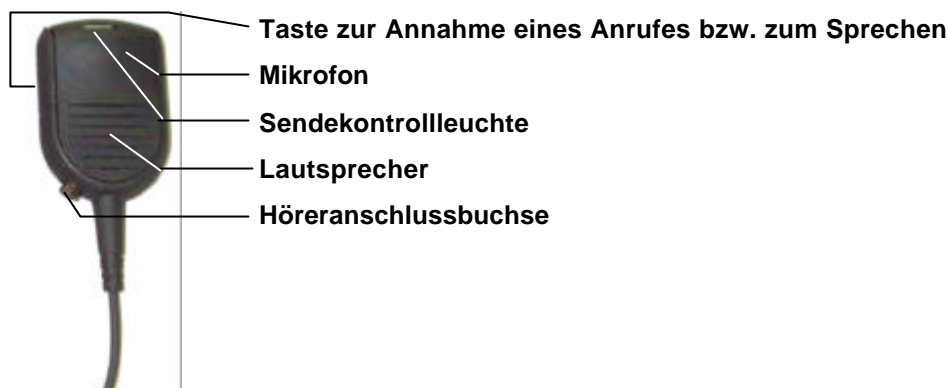 Taste zur Annahme eines Anrufes bzw. zum Sprechen
Mikrofon
Sendekontrollleuchte
Lautsprecher
Höreranschlussbuchse